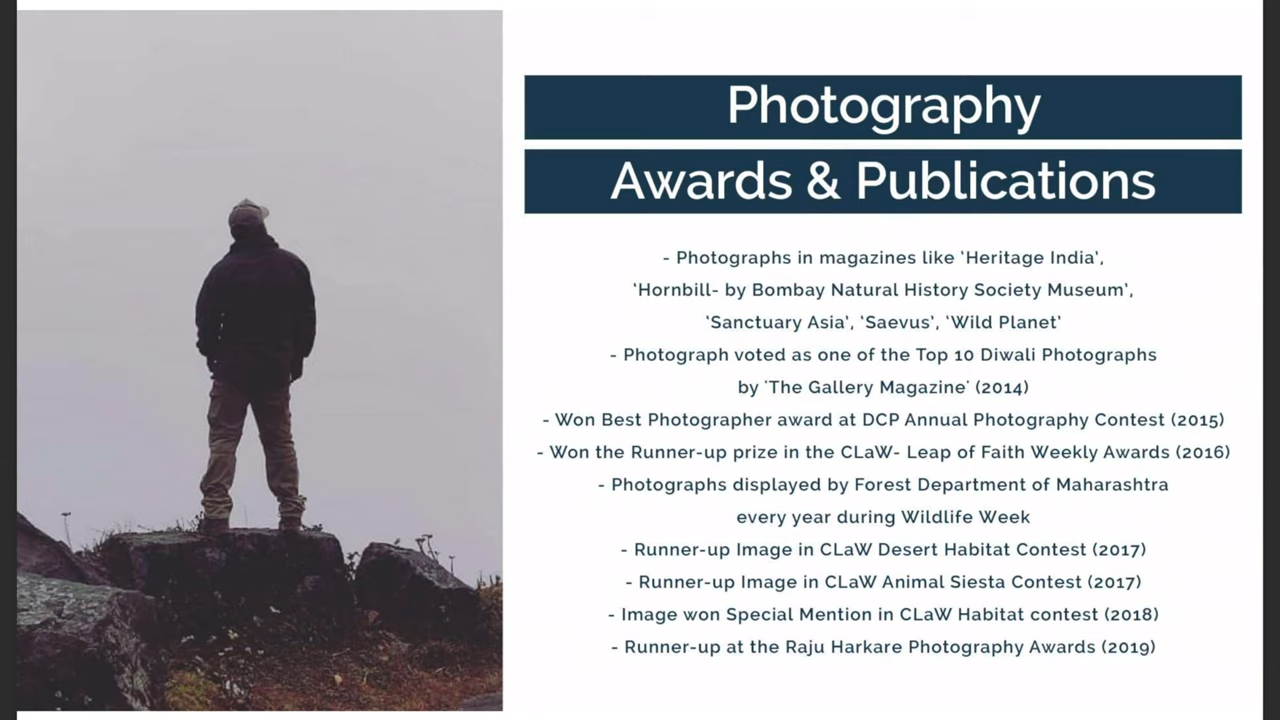 Photography
Awards & Publications
- Photographs in magazines like 'Heritage India',
'Hornbill- by Bombay Natural History Society Museum',
'Sanctuary Asia', 'Saevus', 'Wild Planet'
- Photograph voted as one of the Top 10 Diwali Photographs
by 'The Gallery Magazine' (2014)
- Won Best Photographer award at DCP Annual Photography Contest (2015)
- Won the Runner-up prize in the CLaW- Leap of Faith Weekly Awards (2016)
- Photographs displayed by Forest Department of Maharashtra
every year during Wildlife Week
- Runner-up Image in CLaW Desert Habitat Contest (2017)
- Runner-up Image in CLaW Animal Siesta Contest (2017)
- Image won Special Mention in CLaW Habitat contest (2018)
- Runner-up at the Raju Harkare Photography Awards (2019)